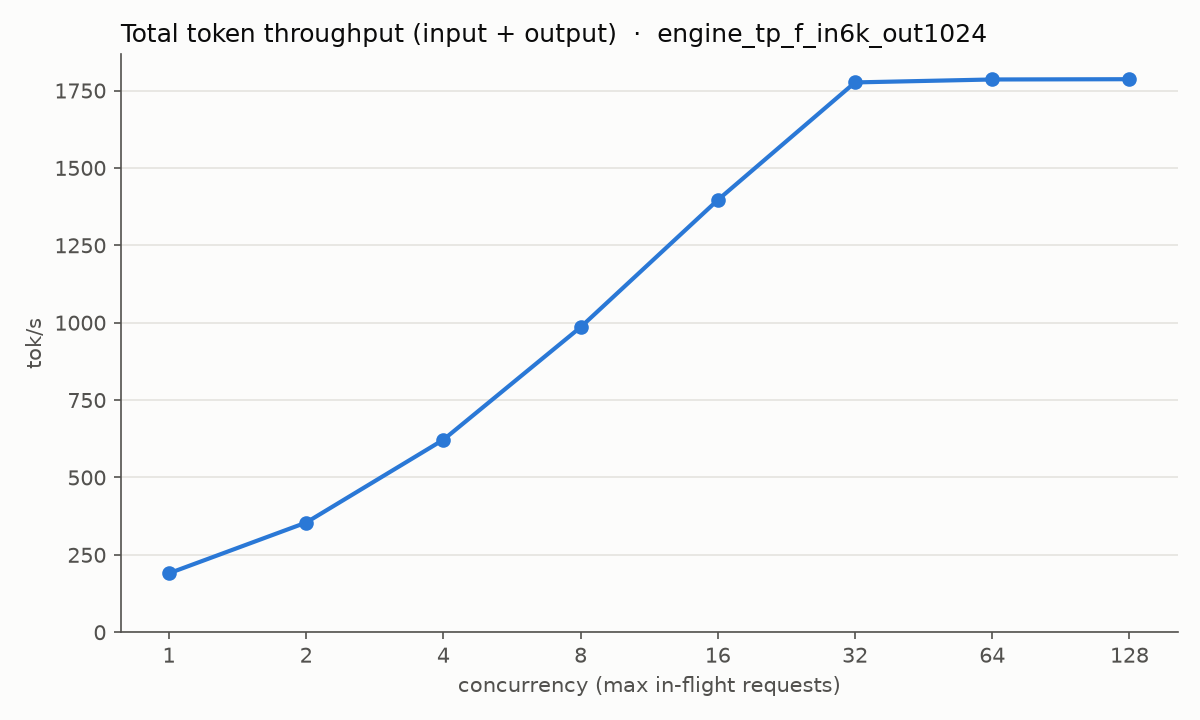 Total token throughput (input + output)  ·  engine_tp_f_in6k_out1024
tok/s
1750
1500
1250
1000
750
500
250
0
1 2 4 8 16 32 64 128
concurrency (max in-flight requests)